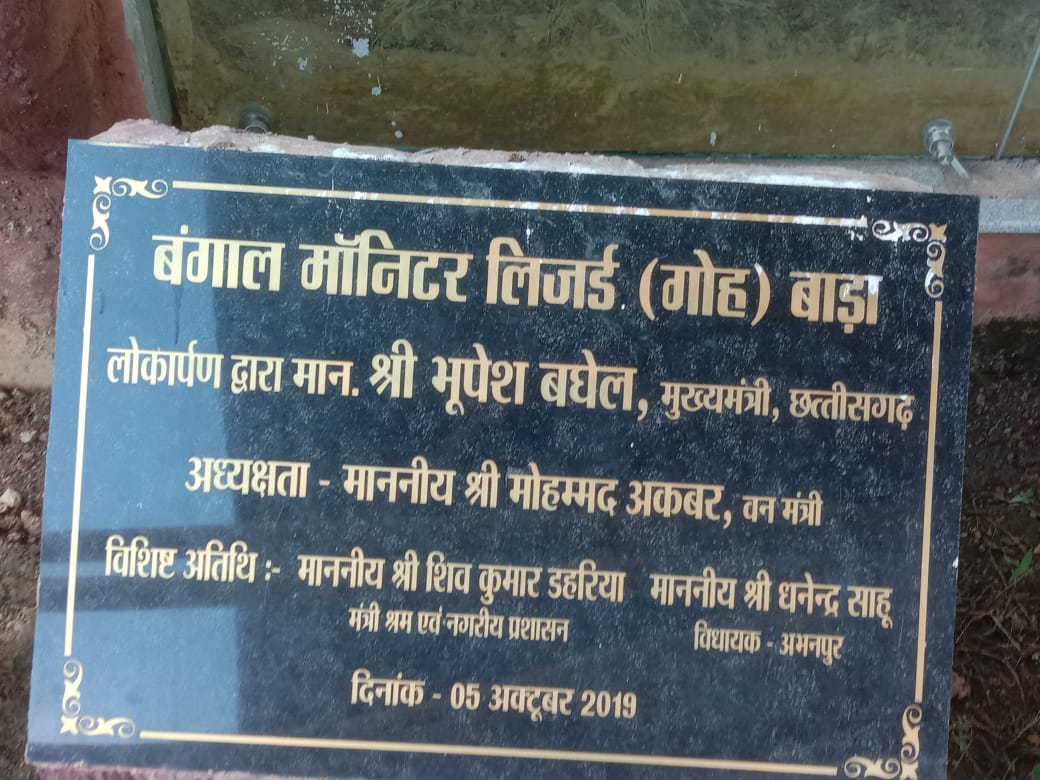 बंगाल मॉनिटर लिजर्ड (गोह) बाड़ा
लोकार्पण द्वारा मान. श्री भूपेश बघेल, मुख्यमंत्री, छत्तीसगढ़
अध्यक्षता - माननीय श्री मोहम्मद अकबर, वन मंत्री
विशिष्ट अतिथि :- माननीय श्री शिव कुमार डहरिया माननीय श्री धनेन्द्र साहू
मंत्री श्रम एवं नगरीय प्रशासन विधायक - अभनपुर
दिनांक - 05 अक्टूबर 2019